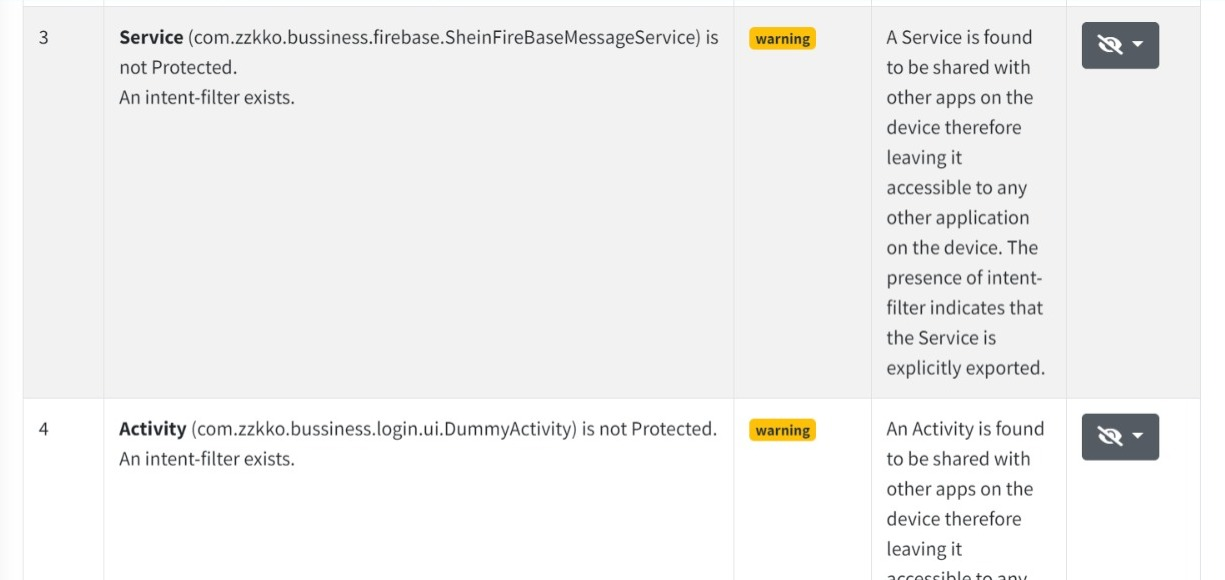 3
Service (com.zzkko.bussiness.firebase.SheinFireBaseMessageService) is
not Protected.
An intent-filter exists.
warning
A Service is found
to be shared with
other apps on the
device therefore
leaving it
accessible to any
other application
on the device. The
presence of intent-
filter indicates that
the Service is
explicitly exported.
4
Activity (com.zzkko.bussiness.login.ui.DummyActivity) is not Protected.
An intent-filter exists.
warning
An Activity is found
to be shared with
other apps on the
device therefore
leaving it
accessible to any